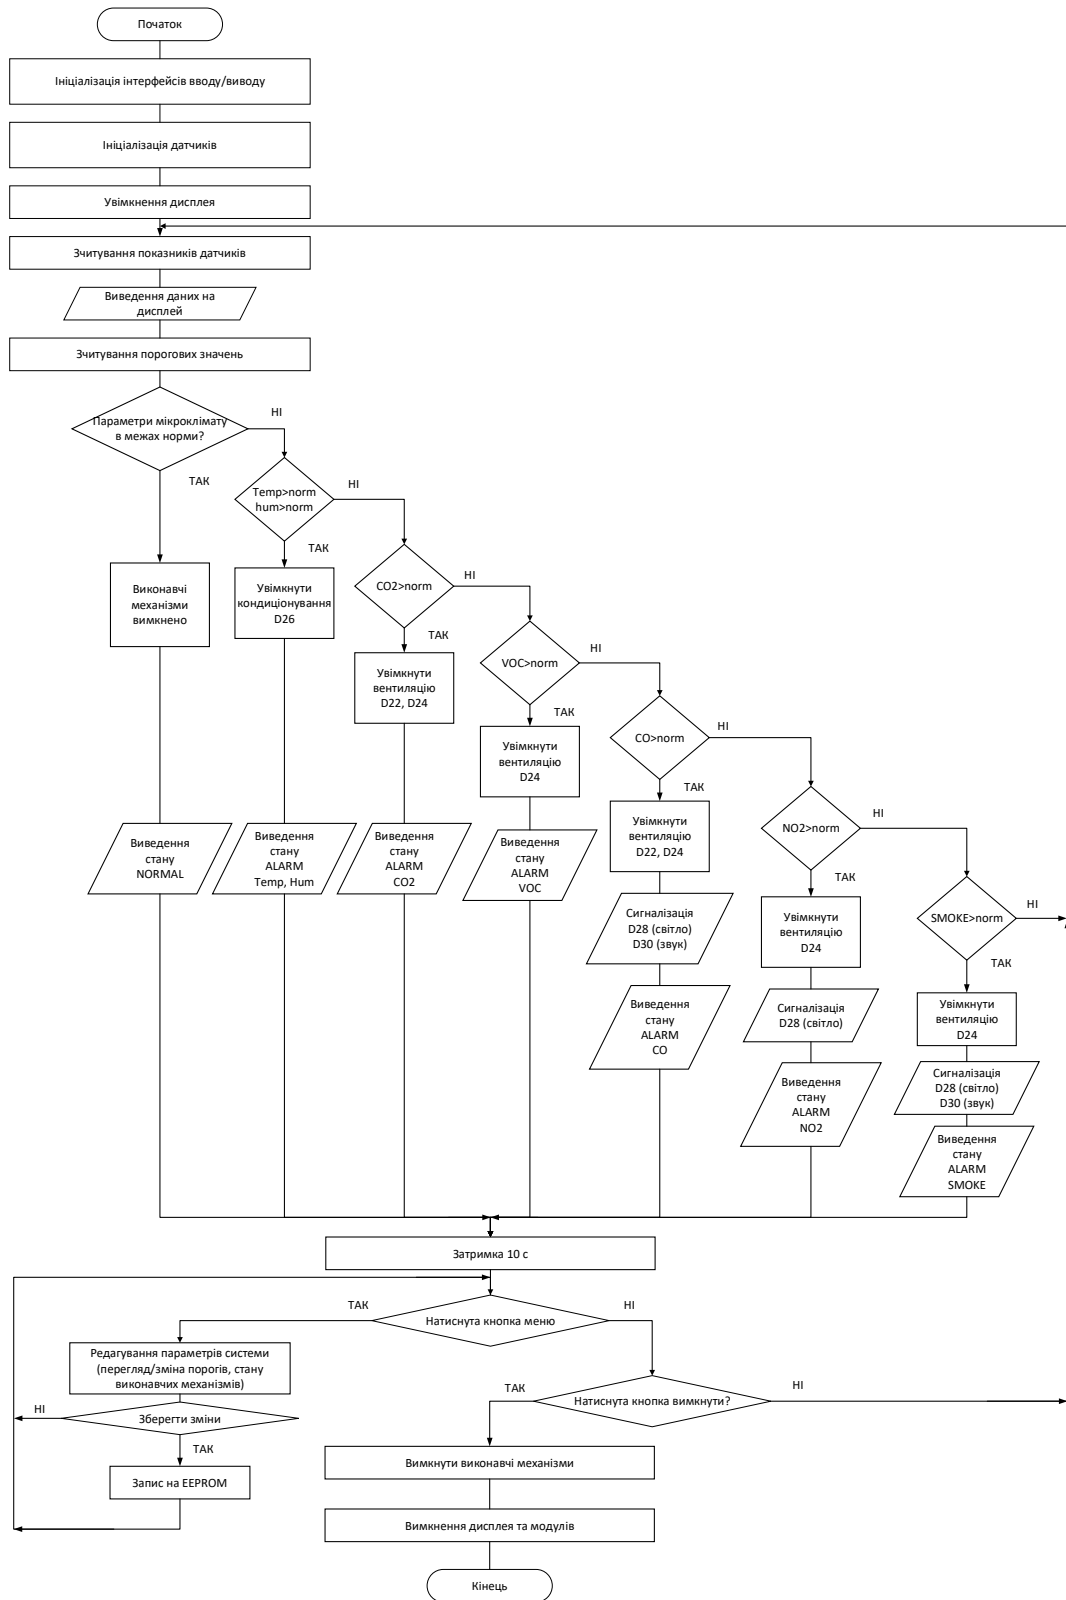 Початок
Ініціалізація інтерфейсів вводу/виводу
Ініціалізація датчиків
Увімкнення дисплея
Зчитування показників датчиків
Виведення даних на
дисплей
Зчитування порогових значень
Параметри мікроклімату
в межах норми?
НІ
ТАК
Temp>norm
hum>norm
НІ
ТАК
Виконавчі
механізми
вимкнено
Увімкнути
кондиціонування
D26
CO2>norm
НІ
ТАК
Увімкнути
вентиляцію
D22, D24
VOC>norm
НІ
ТАК
Увімкнути
вентиляцію
D24
CO>norm
НІ
ТАК
Увімкнути
вентиляцію
D22, D24
NO2>norm
НІ
ТАК
Увімкнути
вентиляцію
D24
SMOKE>norm
НІ
ТАК
Увімкнути
вентиляцію
D24
Виведення
стану
NORMAL
Виведення
стану
ALARM
Temp, Hum
Виведення
стану
ALARM
CO2
Виведення
стану
ALARM
VOC
Сигналізація
D28 (світло)
D30 (звук)
Виведення
стану
ALARM
CO
Сигналізація
D28 (світло)
Виведення
стану
ALARM
NO2
Сигналізація
D28 (світло)
D30 (звук)
Виведення
стану
ALARM
SMOKE
Затримка 10 с
Натиснута кнопка меню
ТАК
НІ
Редагування параметрів системи
(перегляд/зміна порогів, стану
виконавчих механізмів)
Зберегти зміни
НІ
ТАК
Запис на EEPROM
Натиснута кнопка вимкнути?
ТАК
НІ
Вимкнути виконавчі механізми
Вимкнення дисплея та модулів
Кінець